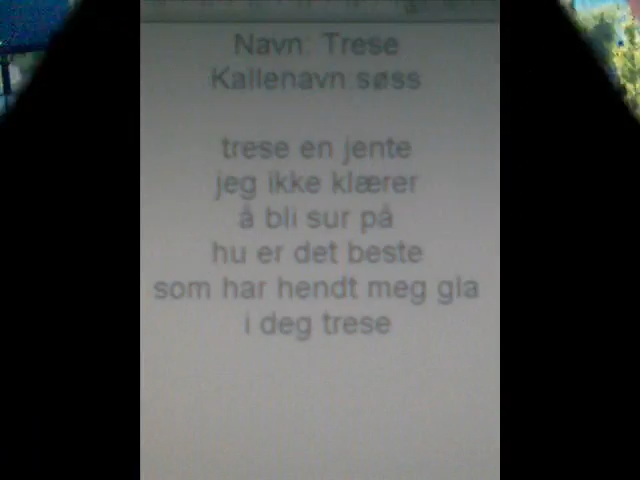 Navn: Trese
Kallenavn:søss
trese en jente
jeg ikke klærer
å bli sur på
hu er det beste
som har hendt meg gla
i deg trese